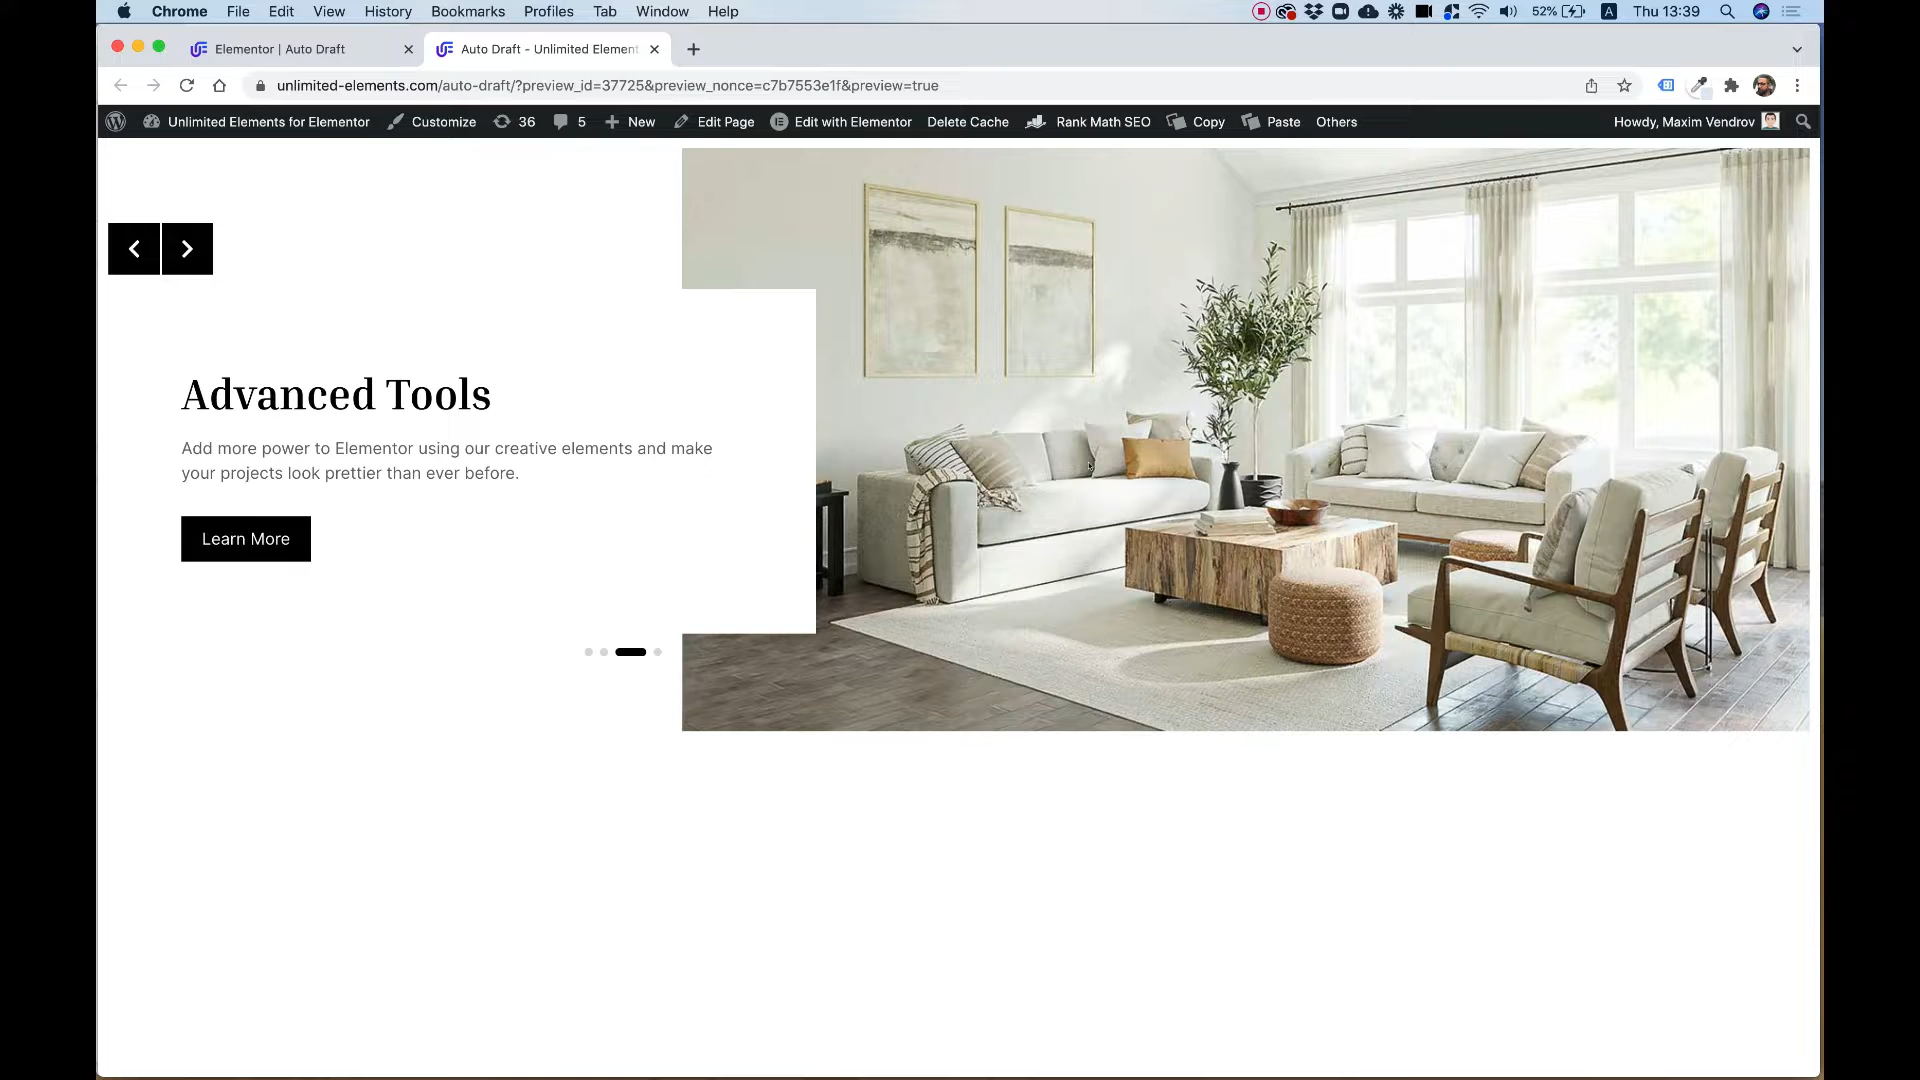 Chrome File Edit View History Bookmarks Profiles Tab Window Help 52% A Thu 13:39
Elementor | Auto Draft
Auto Draft - Unlimited Element
unlimited-elements.com/auto-draft/?preview_id=37725&preview_nonce=c7b7553e1f&preview=true
Unlimited Elements for Elementor Customize 36 5 New Edit Page Edit with Elementor Delete Cache Rank Math SEO Copy Paste Others Howdy, Maxim Vendrov
Advanced Tools
Add more power to Elementor using our creative elements and make
your projects look prettier than ever before.
Learn More